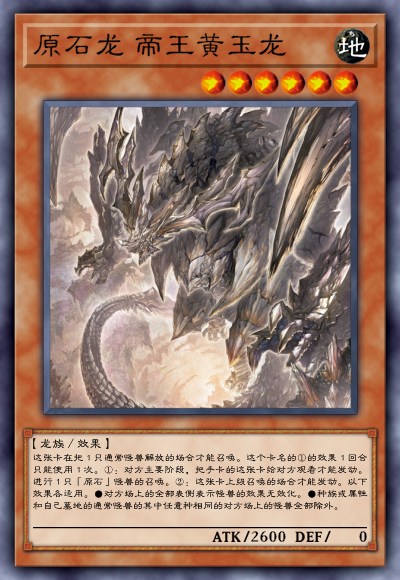 原石龙 帝王黄玉龙
地
【龙族/效果】
这张卡在把1只通常怪兽解放的场合才能召唤。这个卡名的①的效果1回合
只能使用1次。①：对方主要阶段，把手卡的这张卡给对方观看才能发动。
进行1只「原石」怪兽的召唤。②：这张卡上级召唤的场合才能发动。以下
效果各适用。●对方场上的全部表侧表示怪兽的效果无效化。●种族或属性
和自己墓地的通常怪兽的其中任意种相同的对方场上的怪兽全部除外。
ATK/2600 DEF/ 0